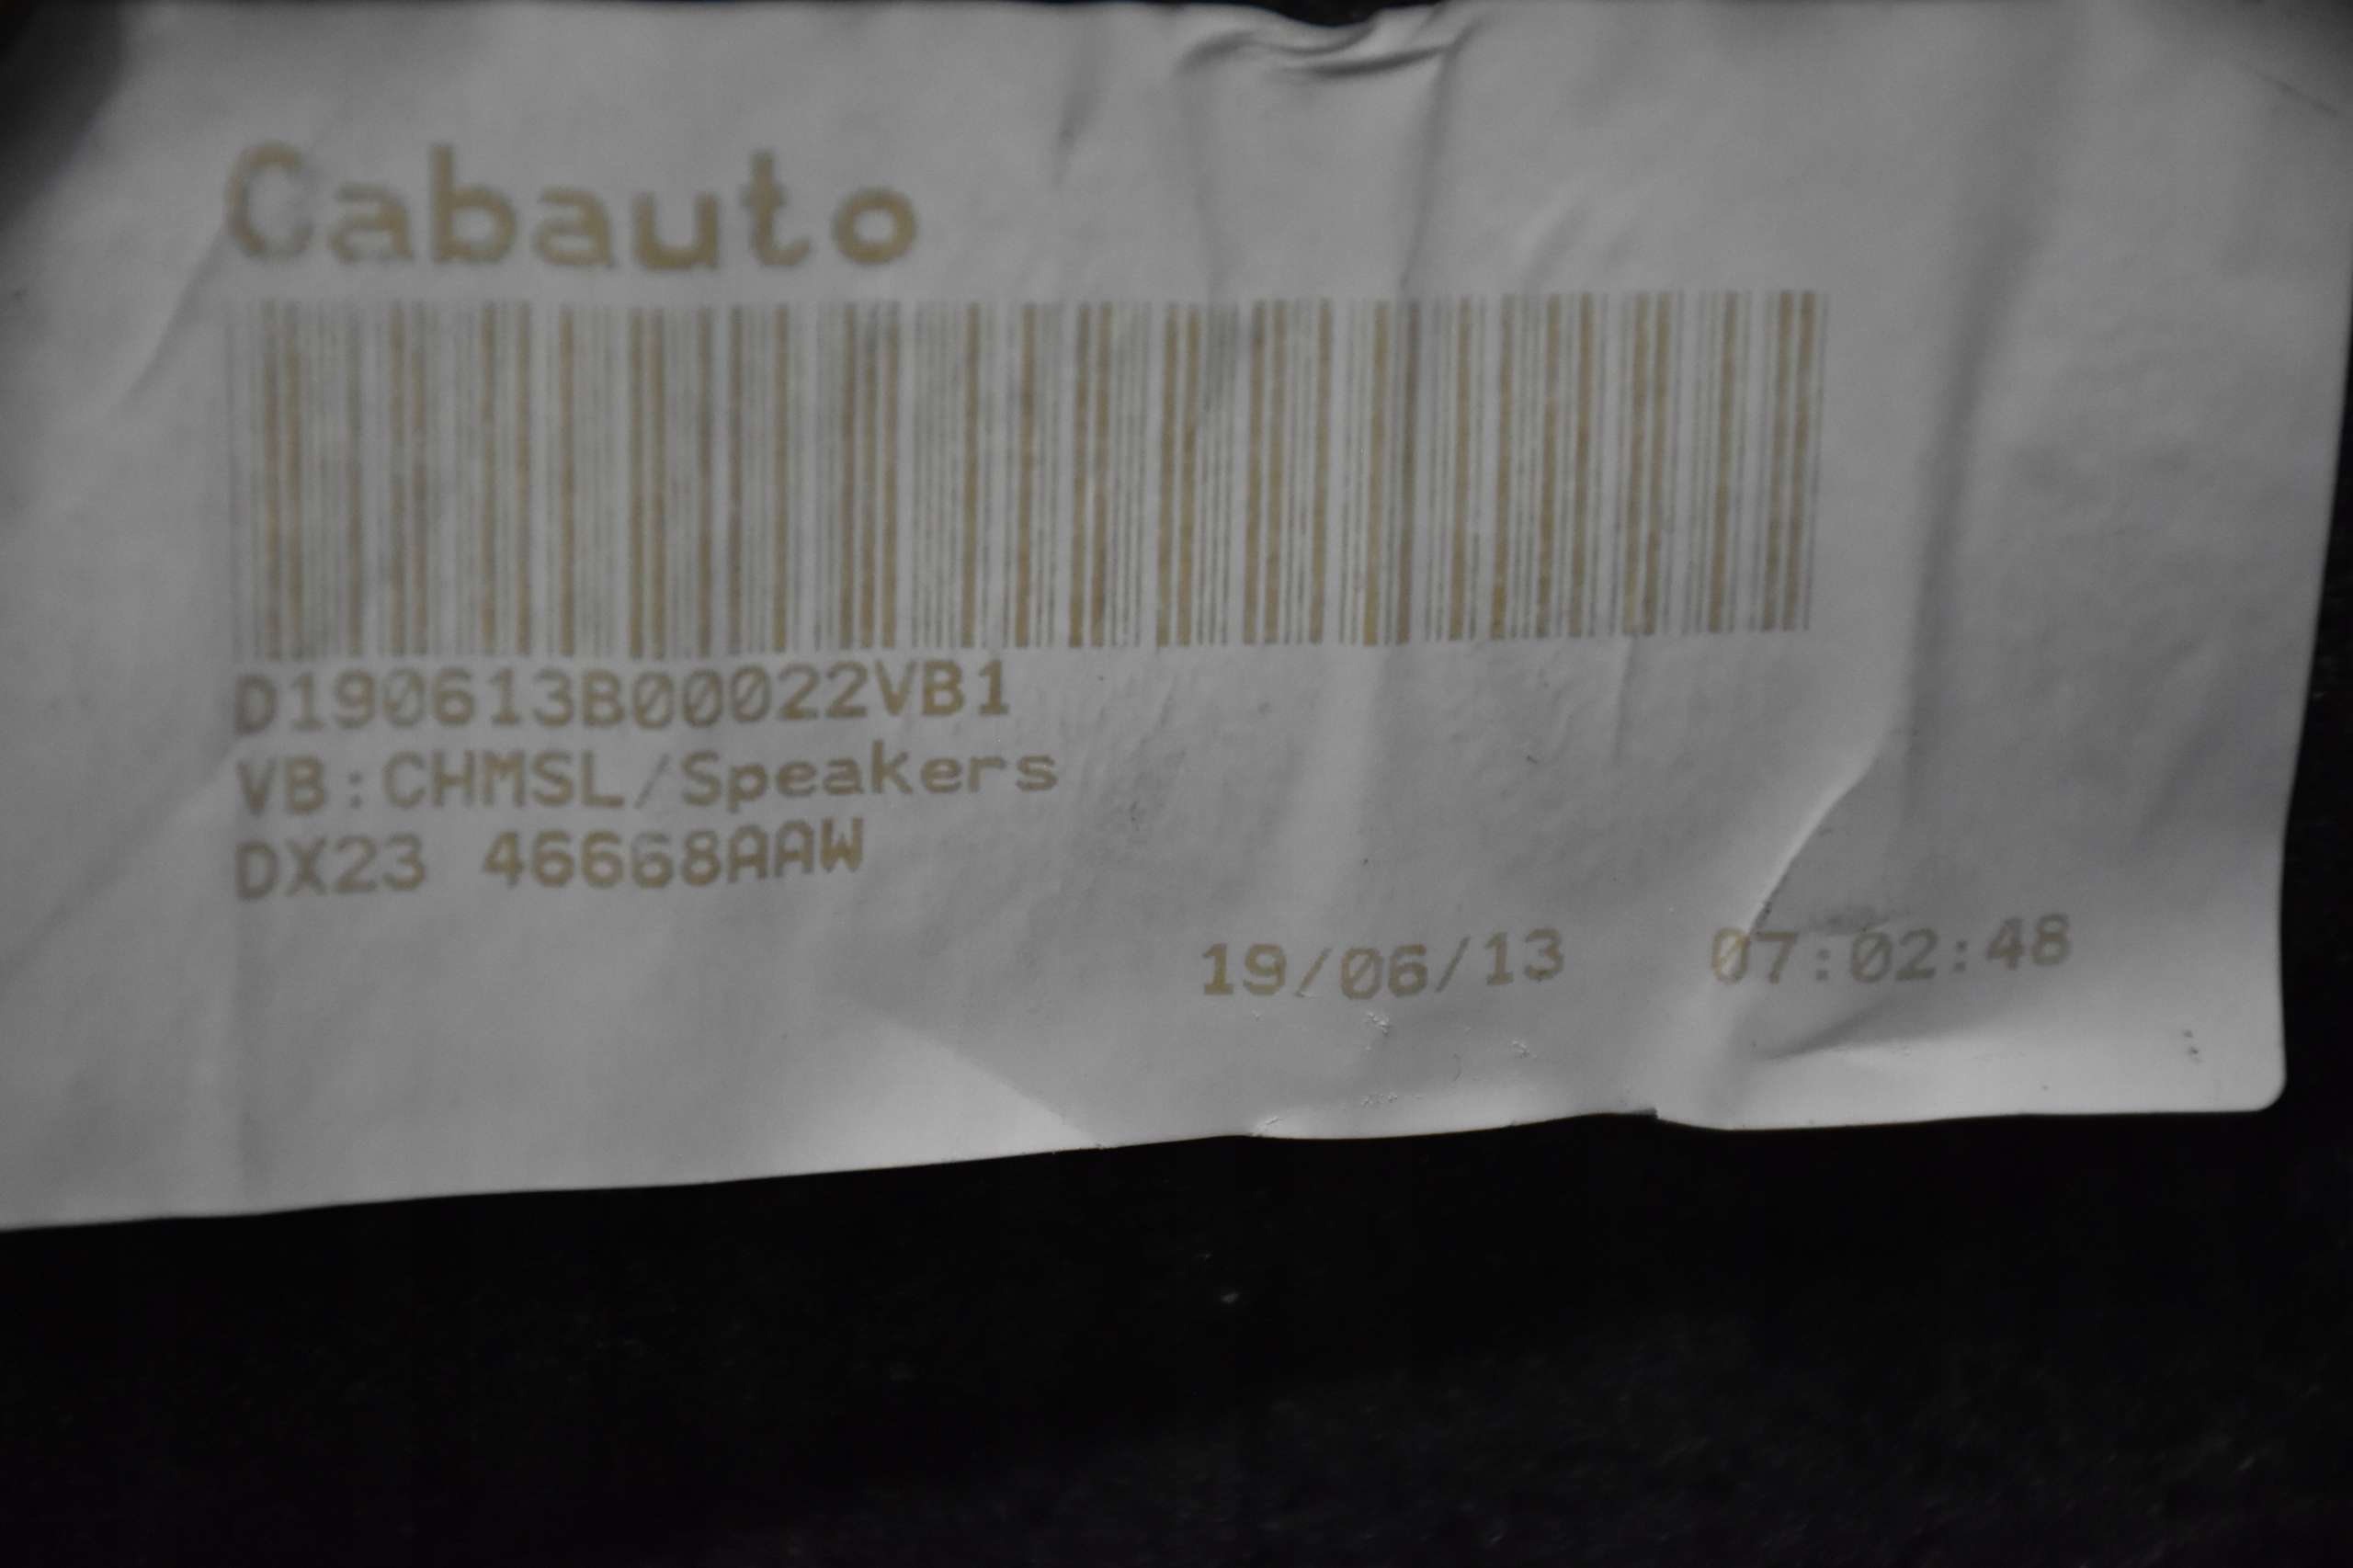 Cabauto
D190613B00022VB1
VB:CHMSL/Speakers
DX23 46668AAW
19/06/13 07:02:48